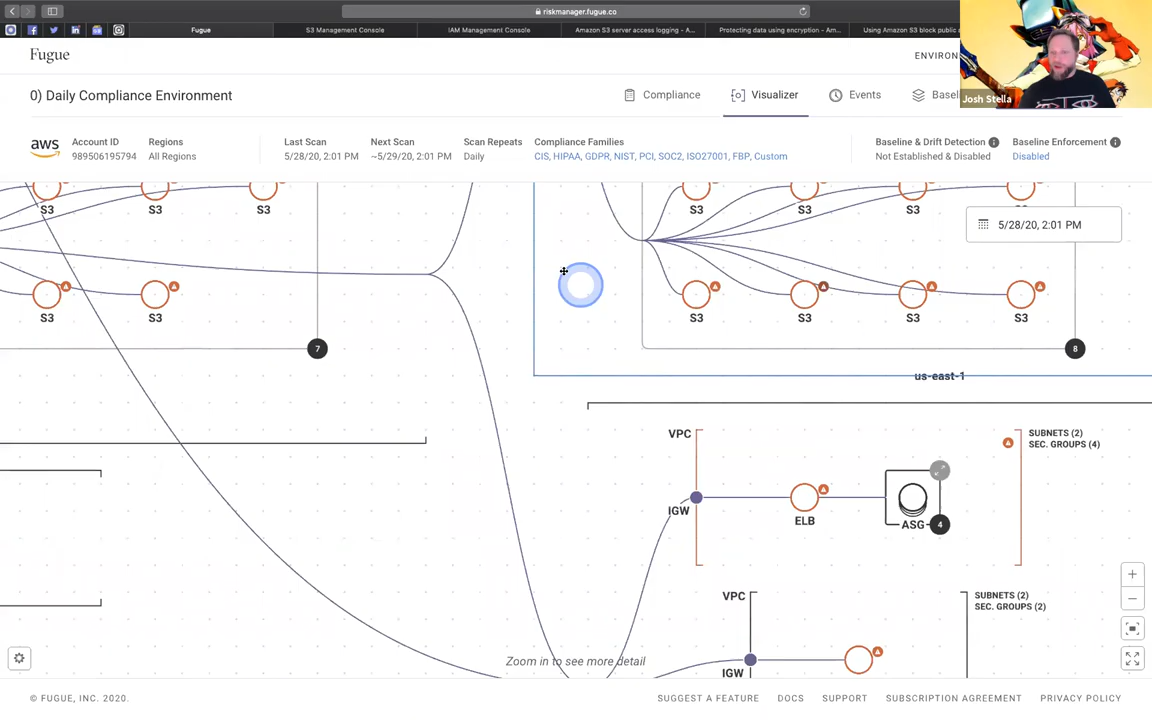 riskmanager.fugue.co
Fugue
S3 Management Console
IAM Management Console
Amazon S3 server access logging - A...
Protecting data using encryption - Am...
Using Amazon S3 block public
Fugue
ENVIRON
Josh Stella
0) Daily Compliance Environment
Compliance
Visualizer
Events
Basel
aws
Account ID
989506195794
Regions
All Regions
Last Scan
5/28/20, 2:01 PM
Next Scan
~5/29/20, 2:01 PM
Scan Repeats
Daily
Compliance Families
CIS, HIPAA, GDPR, NIST, PCI, SOC2, ISO27001, FBP, Custom
Baseline & Drift Detection
Not Established & Disabled
Baseline Enforcement
Disabled
S3 S3 S3 S3 S3 S3 S3
5/28/20, 2:01 PM
S3 S3 S3 S3 S3 S3
7
8
us-east-1
VPC
SUBNETS (2)
SEC. GROUPS (4)
IGW
ELB
ASG
4
VPC
SUBNETS (2)
SEC. GROUPS (2)
IGW
Zoom in to see more detail
© FUGUE, INC. 2020.
SUGGEST A FEATURE
DOCS
SUPPORT
SUBSCRIPTION AGREEMENT
PRIVACY POLICY